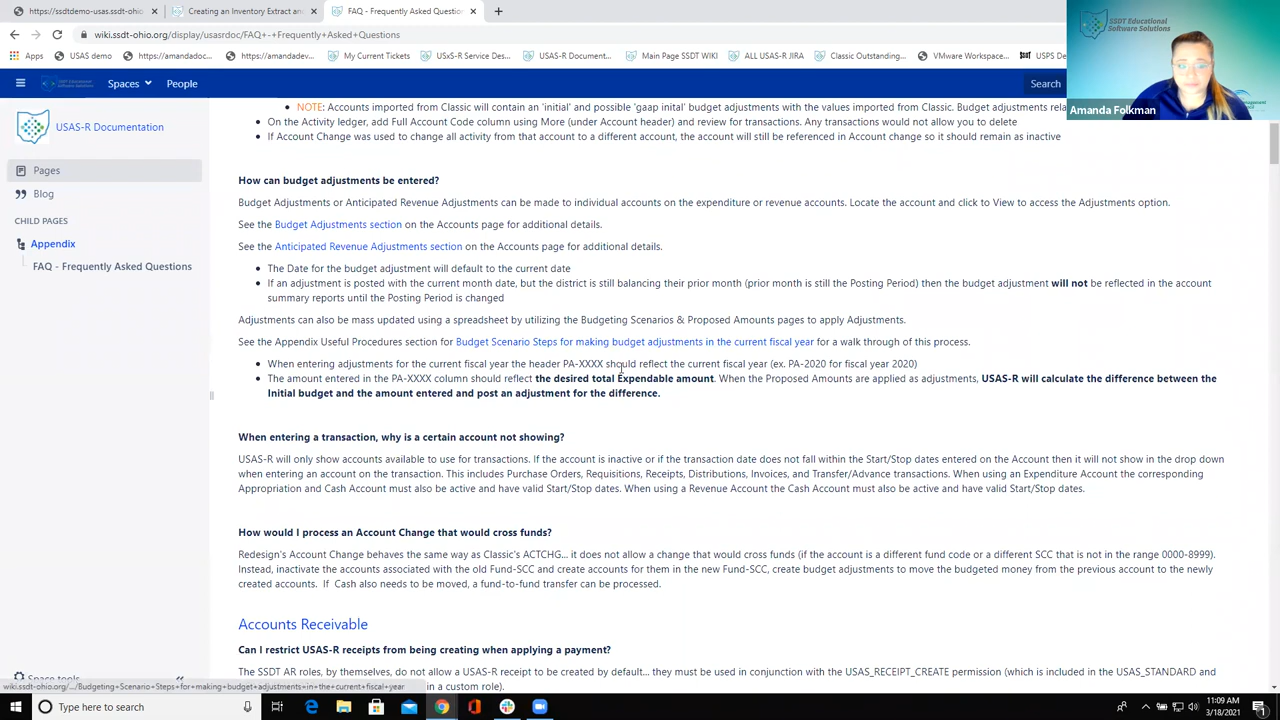 https://ssdtdemo-usas.ssdt-ohio
Creating an Inventory Extract and
FAQ - Frequently Asked Question
wiki.ssdt-ohio.org/display/usasrdoc/FAQ+-+Frequently+Asked+Questions
Apps
USAS demo
https://amandadoc...
https://amandadev...
My Current Tickets
USxS-R Service Des...
USAS-R Document...
Main Page SSDT WIKI
ALL USAS-R JIRA
Classic Outstanding...
VMware Workspace...
USPS De
SSDT Educational
Software Solutions
Amanda Folkman
Spaces
People
Search
USAS-R Documentation
Pages
Blog
CHILD PAGES
Appendix
FAQ - Frequently Asked Questions
NOTE: Accounts imported from Classic will contain an 'initial' and possible 'gaap inital' budget adjustments with the values imported from Classic. Budget adjustments rela
On the Activity ledger, enter Full Account Code column using More (under Account header) and review for transactions. Any transactions would not allow you to delete
If Account Change was used to change all activity from that account to a different account, the account will still be referenced in Account change so it should remain as inactive
How can budget adjustments be entered?
Budget Adjustments or Anticipated Revenue Adjustments can be made to individual accounts on the expenditure or revenue accounts. Locate the account and click to View to access the Adjustments option.
See the Budget Adjustments section on the Accounts page for additional details.
See the Anticipated Revenue Adjustments section on the Accounts page for additional details.
The Date for the budget adjustment will default to the current date
If an adjustment is posted with the current month date, but the district is still balancing their prior month (prior month is still the Posting Period) then the budget adjustment will not be reflected in the account
summary reports until the Posting Period is changed
Adjustments can also be mass updated using a spreadsheet by utilizing the Budgeting Scenarios & Proposed Amounts pages to apply Adjustments.
See the Appendix Useful Procedures section for Budget Scenario Steps for making budget adjustments in the current fiscal year for a walk through of this process.
When entering adjustments for the current fiscal year the header PA-XXXX should reflect the current fiscal year (ex. PA-2020 for fiscal year 2020)
The amount entered in the PA-XXXX column should reflect the desired total Expendable amount. When the Proposed Amounts are applied as adjustments, USAS-R will calculate the difference between the
Initial budget and the amount entered and post an adjustment for the difference.
When entering a transaction, why is a certain account not showing?
USAS-R will only show accounts available to use for transactions. If the account is inactive or if the transaction date does not fall within the Start/Stop dates entered on the Account then it will not show in the drop down
when entering an account on the transaction. This includes Purchase Orders, Requisitions, Receipts, Distributions, Invoices, and Transfer/Advance transactions. When using an Expenditure Account the corresponding
Appropriation and Cash Account must also be active and have valid Start/Stop dates. When using a Revenue Account the Cash Account must also be active and have valid Start/Stop dates.
How would I process an Account Change that would cross funds?
Redesign's Account Change behaves the same way as Classic's ACTCHG... it does not allow a change that would cross funds (if the account is a different fund code or a different SCC that is not in the range 0000-8999).
Instead, inactivate the accounts associated with the old Fund-SCC and create accounts for them in the new Fund-SCC, create budget adjustments to move the budgeted money from the previous account to the newly
created accounts. If Cash also needs to be moved, a fund-to-fund transfer can be processed.
Accounts Receivable
Can I restrict USAS-R receipts from being creating when applying a payment?
The SSDT AR roles, by themselves, do not allow a USAS-R receipt to be created by default... they must be used in conjunction with the USAS_RECEIPT_CREATE permission (which is included in the USAS_STANDARD and
in a custom role).
Space tools
wiki.ssdt-ohio.org/.../Budgeting+Scenario+Steps+for+making+budget+adjustments+in+the+current+fiscal+year
Type here to search
11:09 AM
3/18/2021